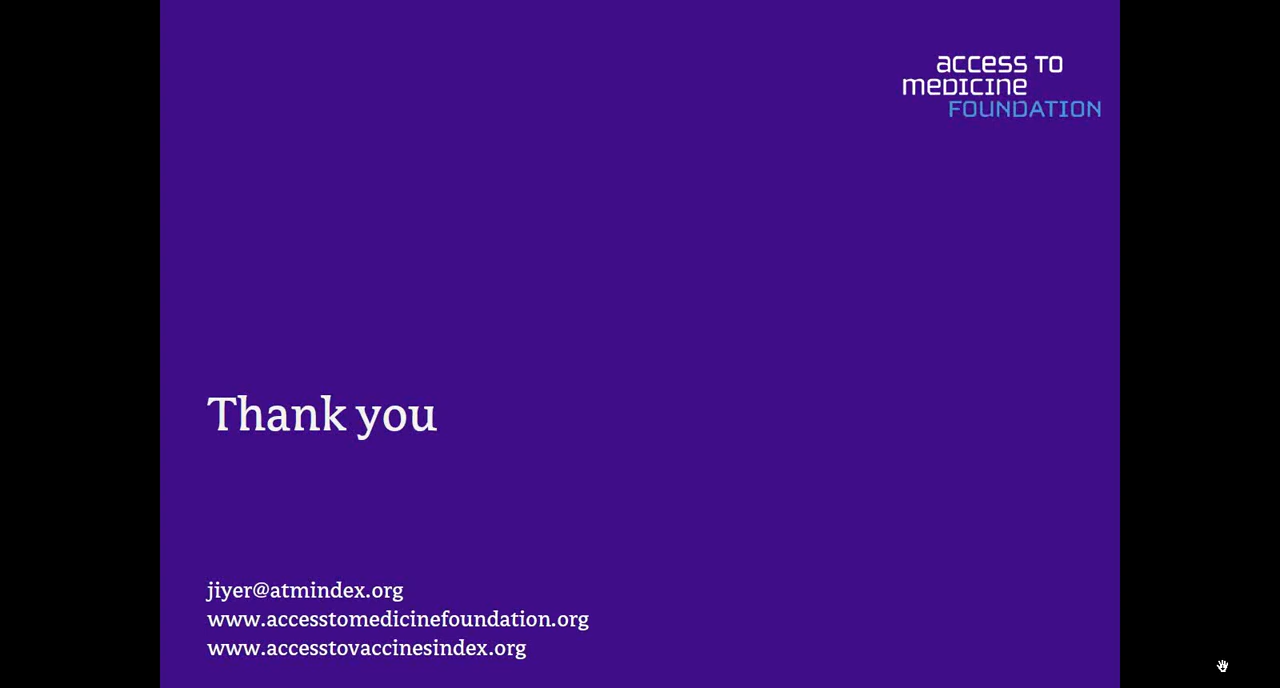 access TO
medicine
FOUNDATION
Thank you
jiyer@atmindex.org
www.accesstomedicinefoundation.org
www.accesstovaccinesindex.org